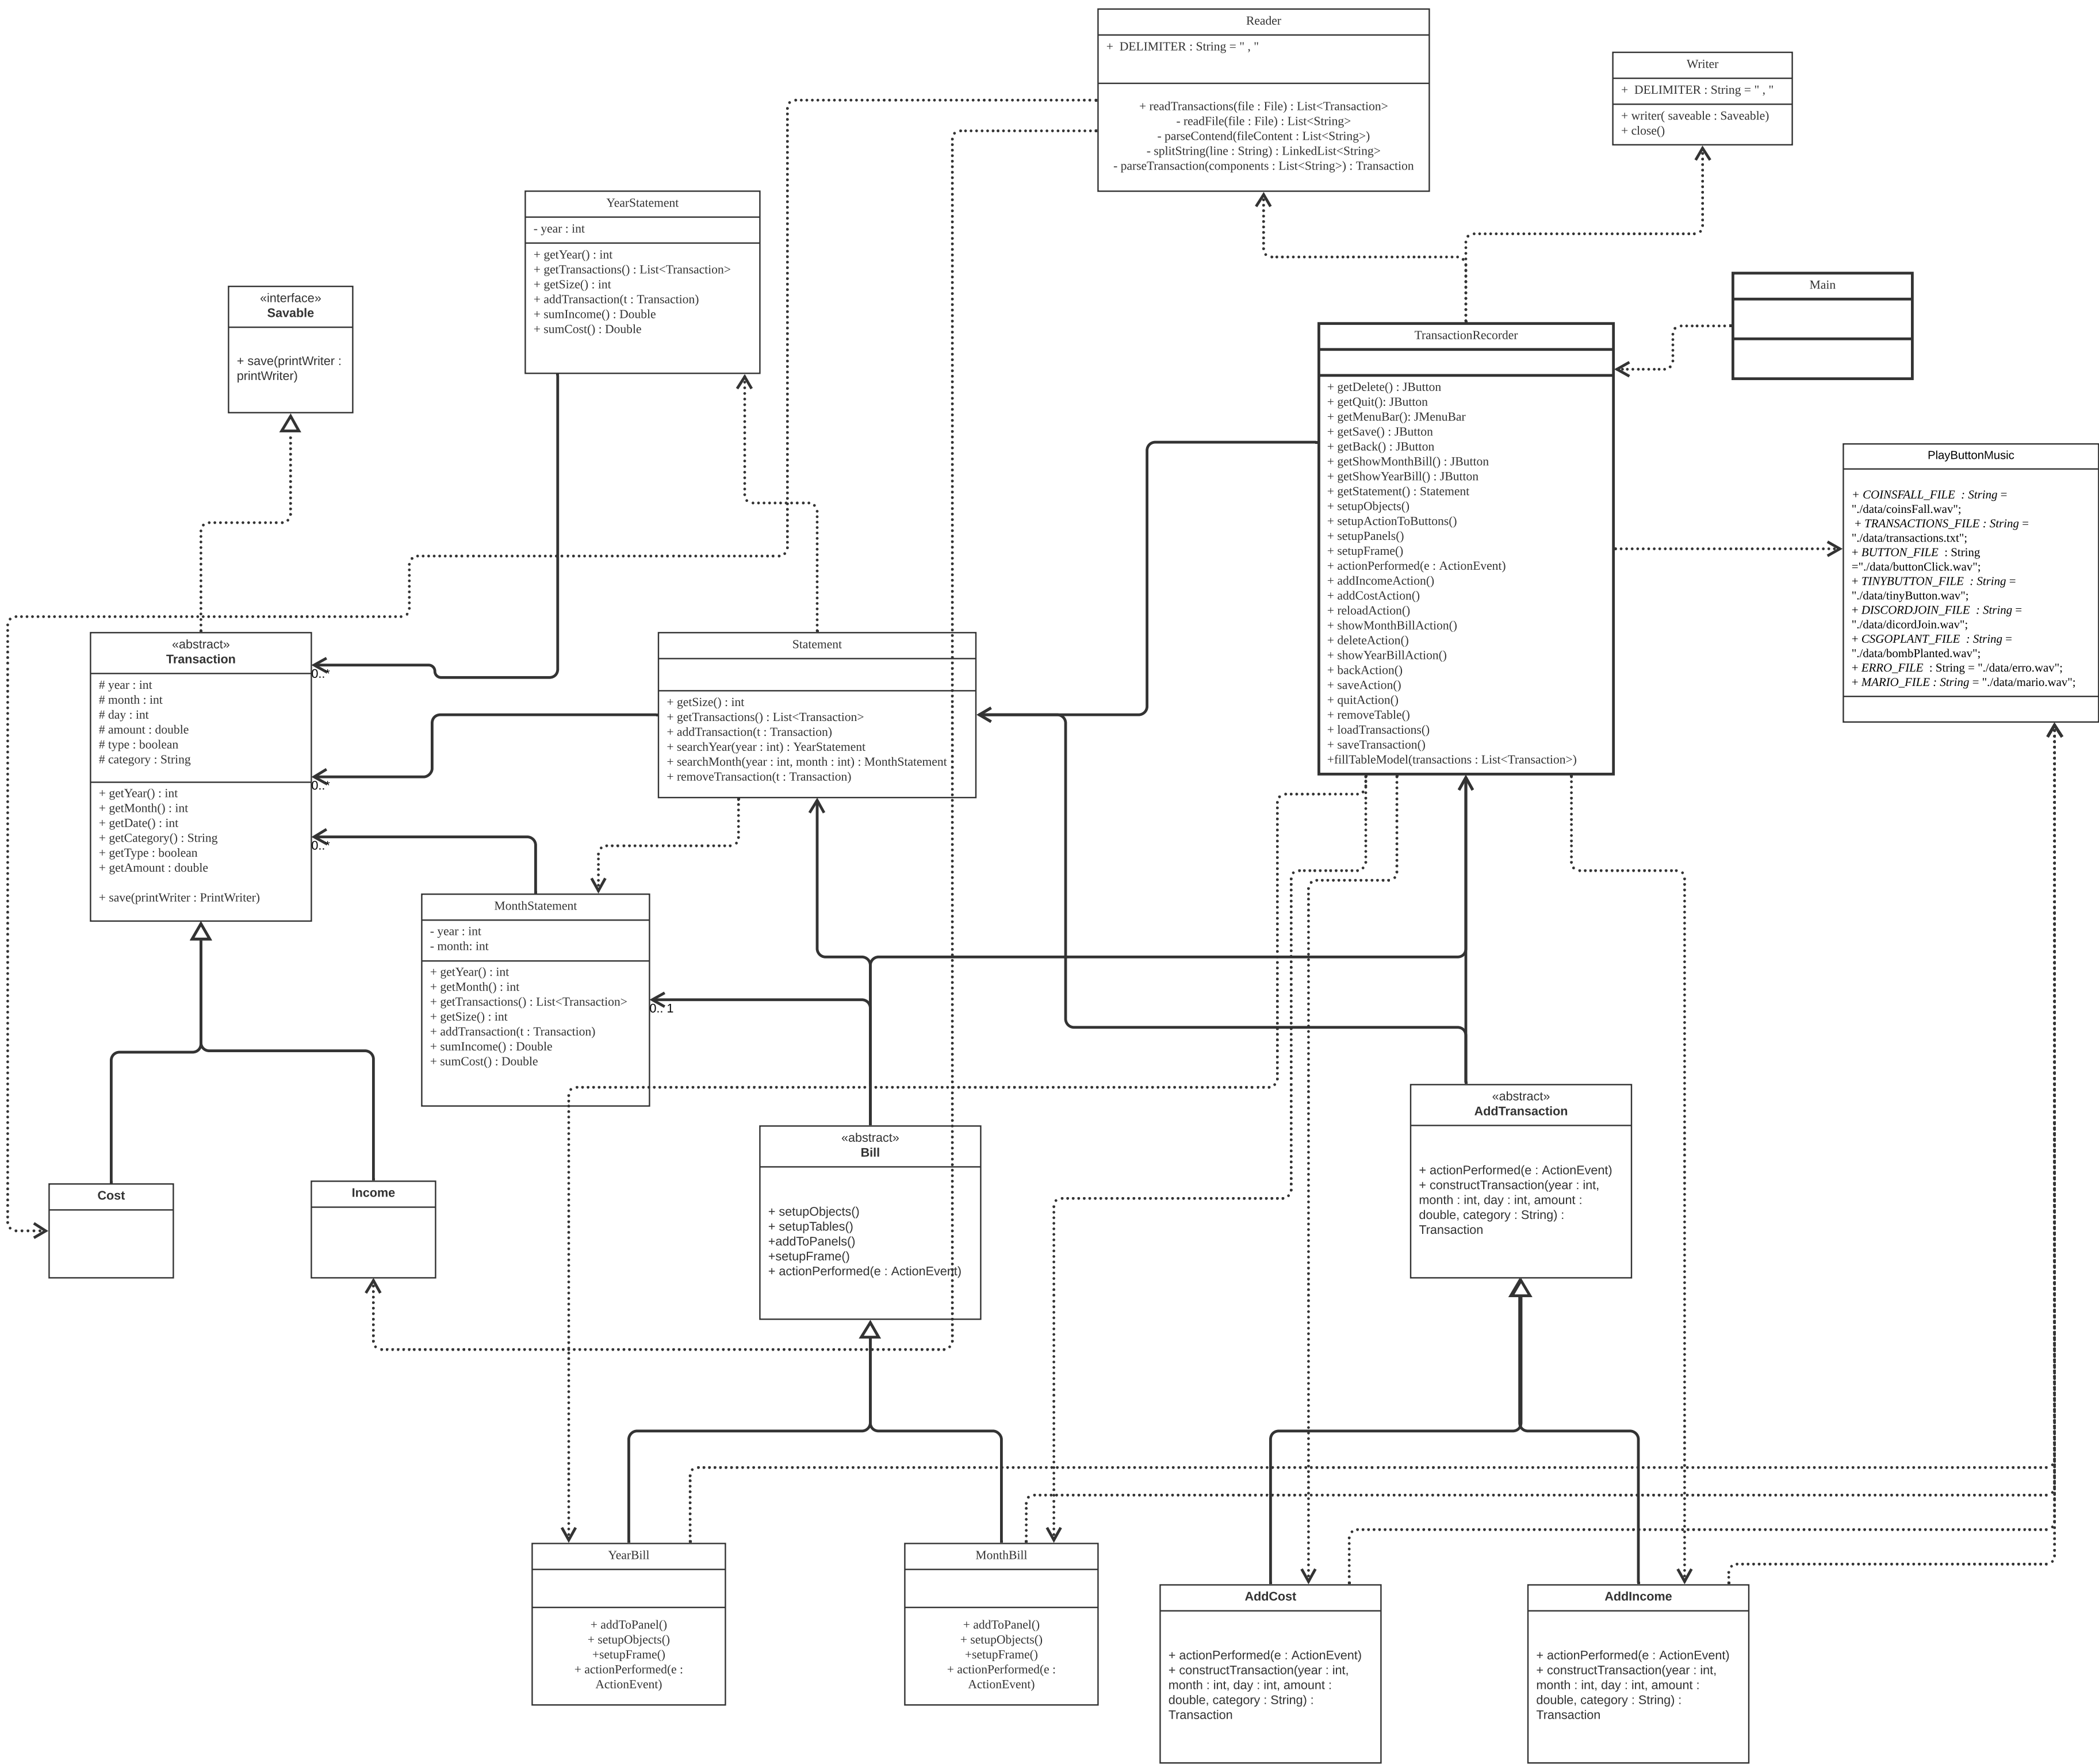 Reader
+ DELIMITER : String = " , "
+ readTransactions(file : File) : List<Transaction>
- readFile(file : File) : List<String>
- parseContend(fileContent : List<String>)
- splitString(line : String) : LinkedList<String>
- parseTransaction(components : List<String>) : Transaction
Writer
+ DELIMITER : String = " , "
+ writer( saveable : Saveable)
+ close()
YearStatement
- year : int
+ getYear() : int
+ getTransactions() : List<Transaction>
+ getSize() : int
+ addTransaction(t : Transaction)
+ sumIncome() : Double
+ sumCost() : Double
«interface»
Savable
+ save(printWriter :
printWriter)
Main
TransactionRecorder
+ getDelete() : JButton
+ getQuit(): JButton
+ getMenuBar(): JMenuBar
+ getSave() : JButton
+ getBack() : JButton
+ getShowMonthBill() : JButton
+ getShowYearBill() : JButton
+ getStatement() : Statement
+ setupObjects()
+ setupActionToButtons()
+ setupPanels()
+ setupFrame()
+ actionPerformed(e : ActionEvent)
+ addIncomeAction()
+ addCostAction()
+ reloadAction()
+ showMonthBillAction()
+ deleteAction()
+ showYearBillAction()
+ backAction()
+ saveAction()
+ quitAction()
+ removeTable()
+ loadTransactions()
+ saveTransaction()
+fillTableModel(transactions : List<Transaction>)
PlayButtonMusic
+ COINSFALL_FILE : String =
"./data/coinsFall.wav";
+ TRANSACTIONS_FILE : String =
"./data/transactions.txt";
+ BUTTON_FILE : String
="./data/buttonClick.wav";
+ TINYBUTTON_FILE : String =
"./data/tinyButton.wav";
+ DISCORDJOIN_FILE : String =
"./data/dicordJoin.wav";
+ CSGOPLANT_FILE : String =
"./data/bombPlanted.wav";
+ ERRO_FILE : String = "./data/erro.wav";
+ MARIO_FILE : String = "./data/mario.wav";
«abstract»
Transaction
# year : int
# month : int
# day : int
# amount : double
# type : boolean
# category : String
+ getYear() : int
+ getMonth() : int
+ getDate() : int
+ getCategory() : String
+ getType : boolean
+ getAmount : double
+ save(printWriter : PrintWriter)
0..*
0..*
0..*
Statement
+ getSize() : int
+ getTransactions() : List<Transaction>
+ addTransaction(t : Transaction)
+ searchYear(year : int) : YearStatement
+ searchMonth(year : int, month : int) : MonthStatement
+ removeTransaction(t : Transaction)
MonthStatement
- year : int
- month: int
+ getYear() : int
+ getMonth() : int
+ getTransactions() : List<Transaction>
+ getSize() : int
+ addTransaction(t : Transaction)
+ sumIncome() : Double
+ sumCost() : Double
0.. 1
«abstract»
AddTransaction
+ actionPerformed(e : ActionEvent)
+ constructTransaction(year : int,
month : int, day : int, amount :
double, category : String) :
Transaction
«abstract»
Bill
+ setupObjects()
+ setupTables()
+addToPanels()
+setupFrame()
+ actionPerformed(e : ActionEvent)
Cost
Income
YearBill
+ addToPanel()
+ setupObjects()
+setupFrame()
+ actionPerformed(e :
ActionEvent)
MonthBill
+ addToPanel()
+ setupObjects()
+setupFrame()
+ actionPerformed(e :
ActionEvent)
AddCost
+ actionPerformed(e : ActionEvent)
+ constructTransaction(year : int,
month : int, day : int, amount :
double, category : String) :
Transaction
AddIncome
+ actionPerformed(e : ActionEvent)
+ constructTransaction(year : int,
month : int, day : int, amount :
double, category : String) :
Transaction